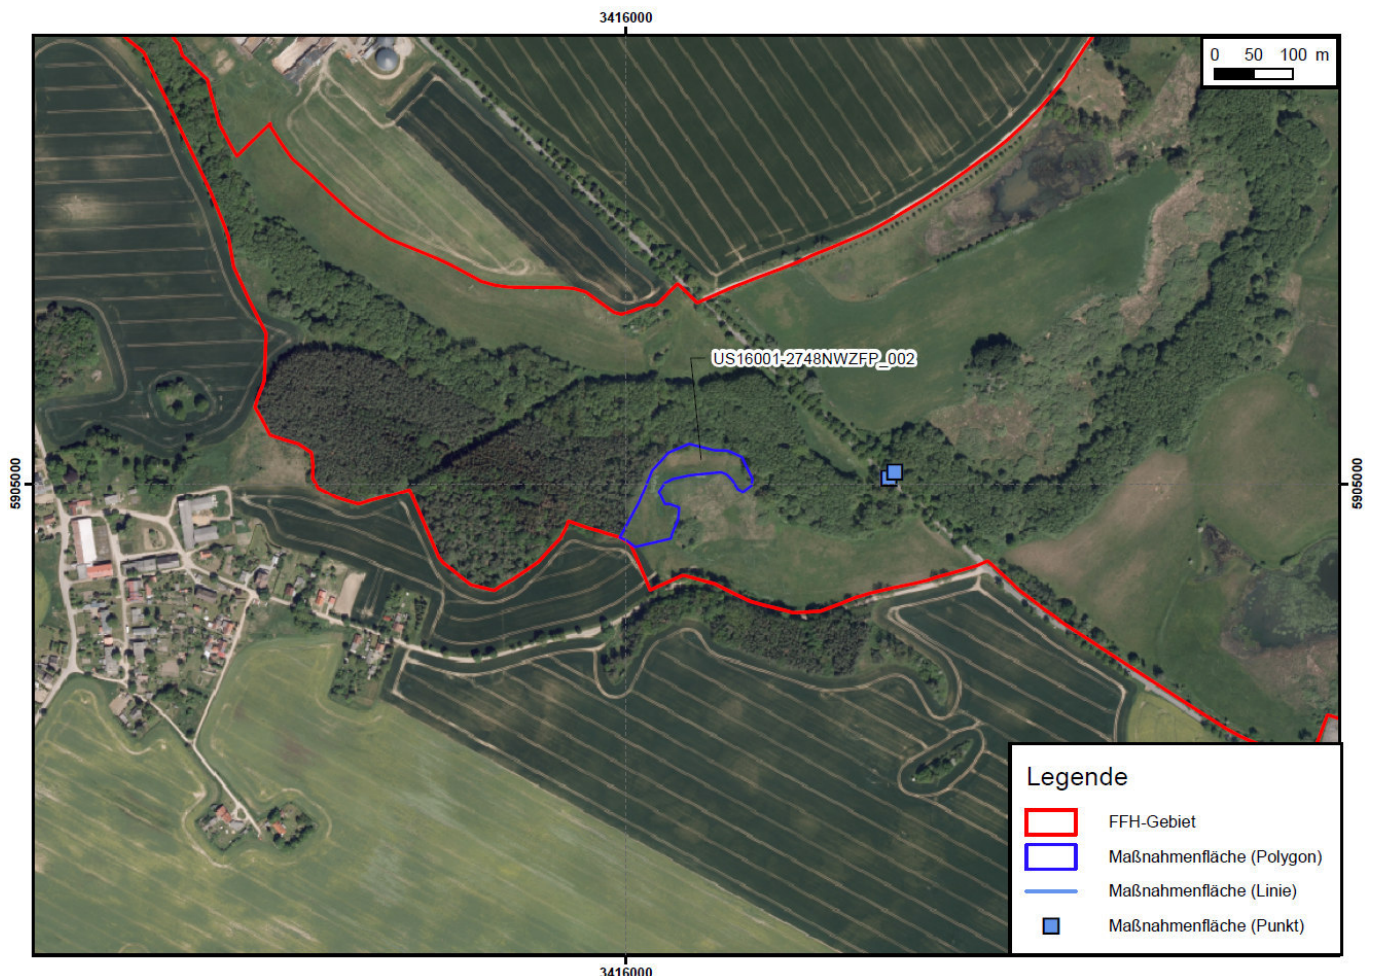 3416000
0 50 100 m
US16001-2748NWZFP_002
5905000
5905000
Legende
FFH-Gebiet
Maßnahmenfläche (Polygon)
Maßnahmenfläche (Linie)
Maßnahmenfläche (Punkt)
3416000